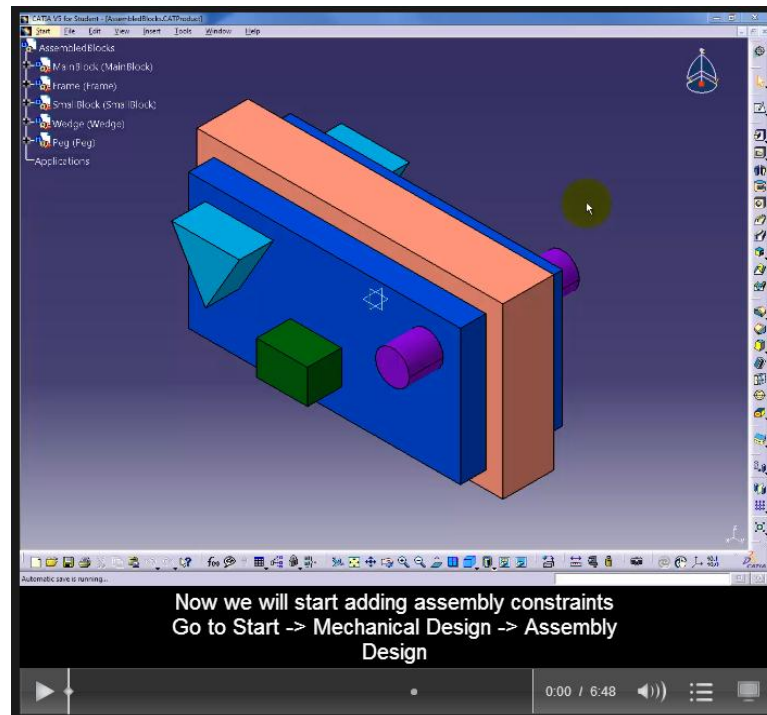 CATIA V5 for Student - [AssembledBlocks.CATProduct]
Start File Edit View Insert Tools Window Help
AssembledBlocks
MainBlock (MainBlock)
Frame (Frame)
SmallBlock (SmallBlock)
Wedge (Wedge)
Peg (Peg)
Applications
Automatic save is running...
Now we will start adding assembly constraints
Go to Start -> Mechanical Design -> Assembly
Design
0:00 / 6:48